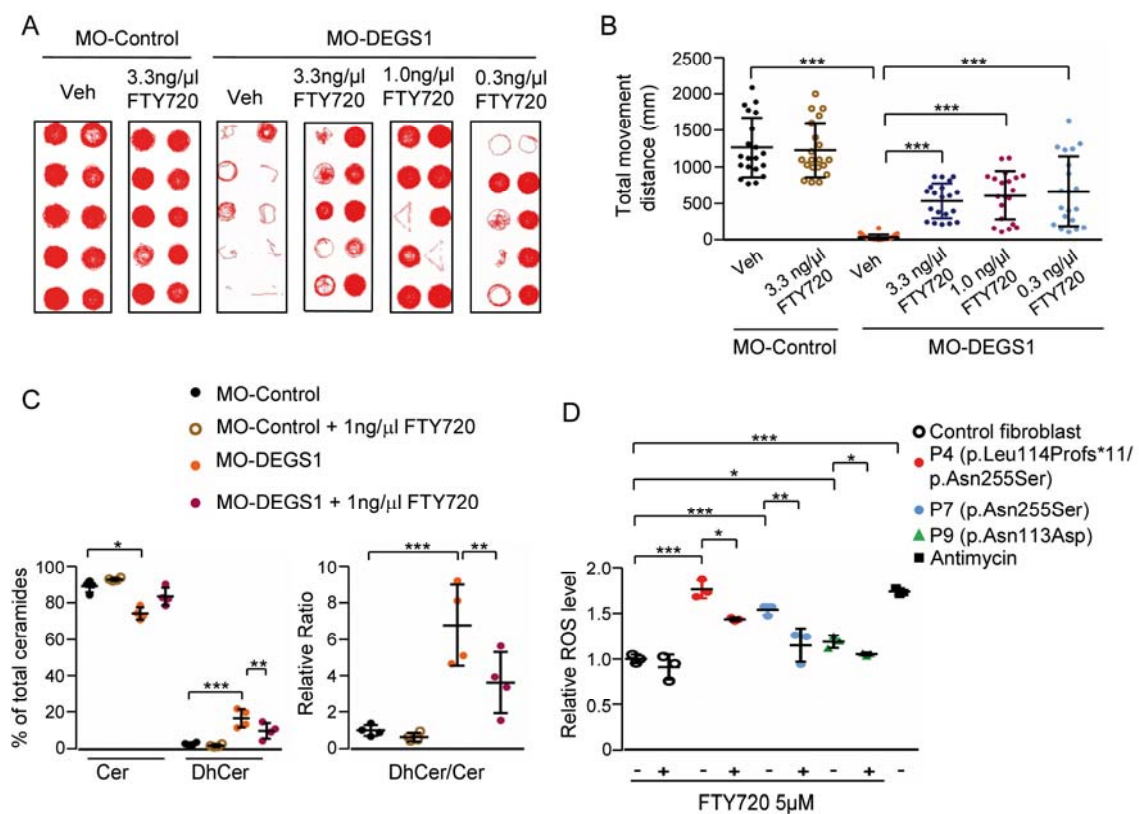 A
MO-Control
MO-DEGS1
Veh
3.3ng/µl
FTY720
Veh
3.3ng/µl
FTY720
1.0ng/µl
FTY720
0.3ng/µl
FTY720
B
Total movement
distance (mm)
2500
2000
1500
1000
500
0
***
***
***
***
Veh
3.3 ng/µl
FTY720
Veh
3.3 ng/µl
FTY720
1.0 ng/µl
FTY720
0.3 ng/µl
FTY720
MO-Control
MO-DEGS1
C
MO-Control
MO-Control + 1ng/µl FTY720
MO-DEGS1
MO-DEGS1 + 1ng/µl FTY720
% of total ceramides
100
80
60
40
20
0
*
***
**
Cer
DhCer
Relative Ratio
10
8
6
4
2
0
***
**
DhCer/Cer
D
Control fibroblast
P4 (p.Leu114Profs*11/
p.Asn255Ser)
P7 (p.Asn255Ser)
P9 (p.Asn113Asp)
Antimycin
***
*
*
***
**
***
*
Relative ROS level
2.0
1.5
1.0
0.5
0
- + - + - + - + -
FTY720 5µM